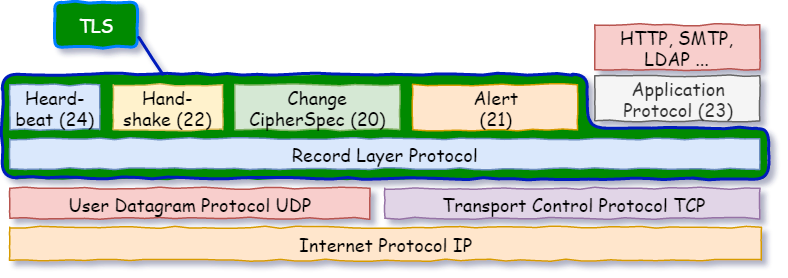 TLS
HTTP, SMTP,
LDAP ...
Heard-
beat (24)
Hand-
shake (22)
Change
CipherSpec (20)
Alert
(21)
Application
Protocol (23)
Record Layer Protocol
User Datagram Protocol UDP
Transport Control Protocol TCP
Internet Protocol IP